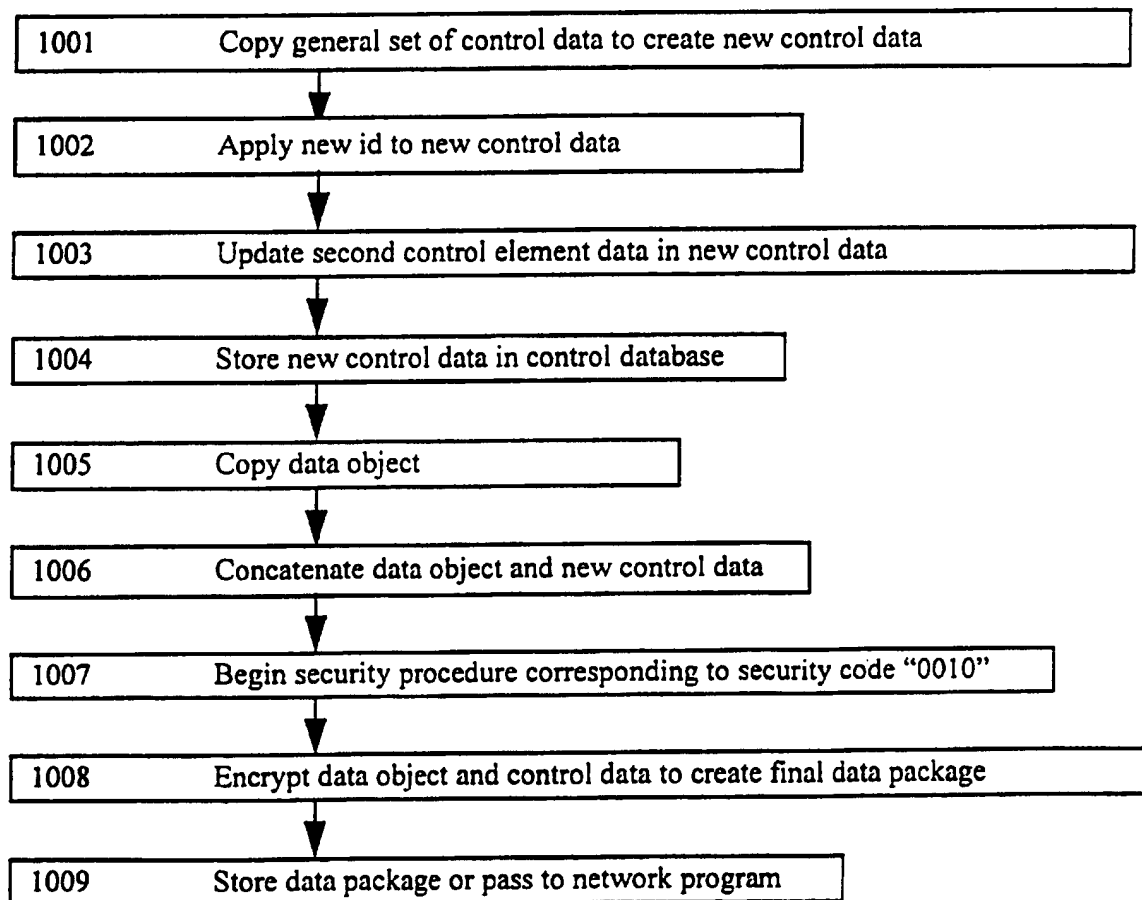 1001 Copy general set of control data to create new control data
1002 Apply new id to new control data
1003 Update second control element data in new control data
1004 Store new control data in control database
1005 Copy data object
1006 Concatenate data object and new control data
1007 Begin security procedure corresponding to security code “0010”
1008 Encrypt data object and control data to create final data package
1009 Store data package or pass to network program